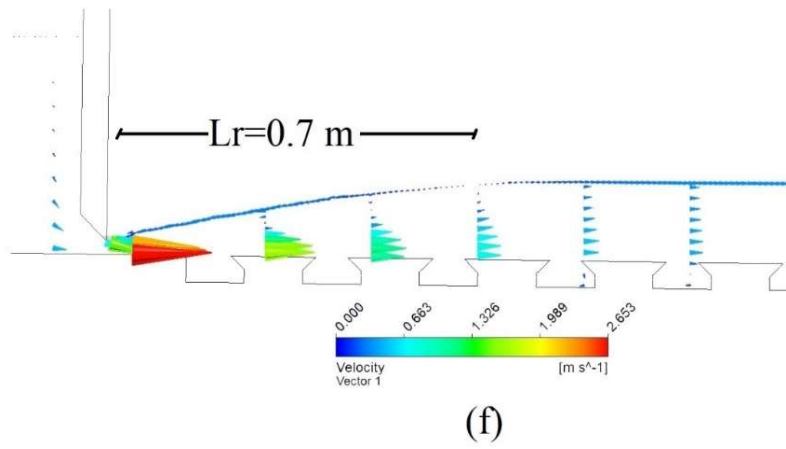 Lr=0.7 m
0.000
0.663
1.326
1.989
2.653
Velocity
[m s^-1]
Vector 1
(f)